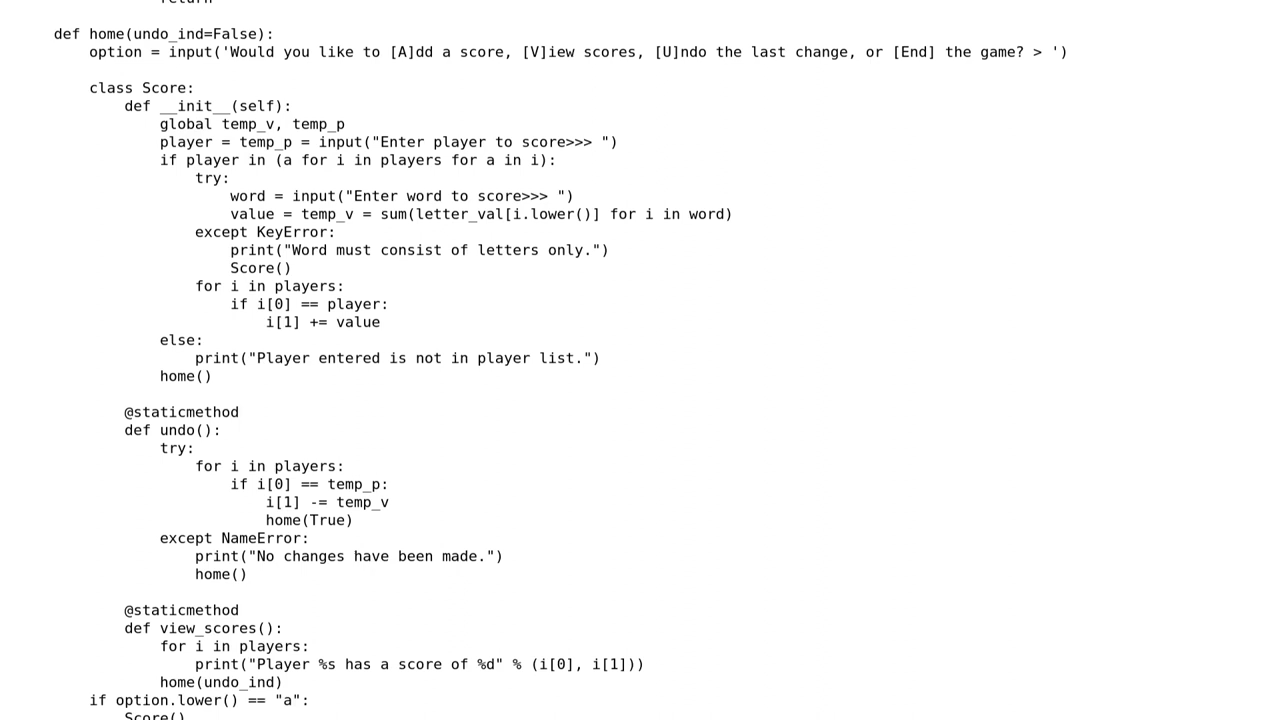 return
def home(undo_ind=False):
    option = input('Would you like to [A]dd a score, [V]iew scores, [U]ndo the last change, or [End] the game? > ')
    class Score:
        def __init__(self):
            global temp_v, temp_p
            player = temp_p = input("Enter player to score>>> ")
            if player in (a for i in players for a in i):
                try:
                    word = input("Enter word to score>>> ")
                    value = temp_v = sum(letter_val[i.lower()] for i in word)
                except KeyError:
                    print("Word must consist of letters only.")
                    Score()
                for i in players:
                    if i[0] == player:
                        i[1] += value
            else:
                print("Player entered is not in player list.")
            home()
        @staticmethod
        def undo():
            try:
                for i in players:
                    if i[0] == temp_p:
                        i[1] -= temp_v
                        home(True)
            except NameError:
                print("No changes have been made.")
                home()
        @staticmethod
        def view_scores():
            for i in players:
                print("Player %s has a score of %d" % (i[0], i[1]))
            home(undo_ind)
    if option.lower() == "a":
        Score()